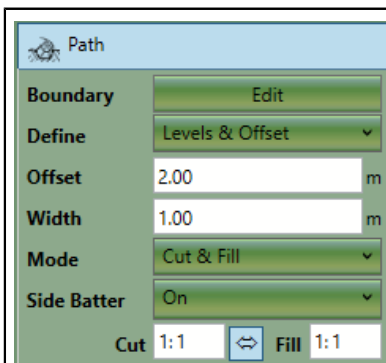 Path
Boundary Edit
Define Levels & Offset
Offset 2.00 m
Width 1.00 m
Mode Cut & Fill
Side Batter On
Cut 1:1 Fill 1:1